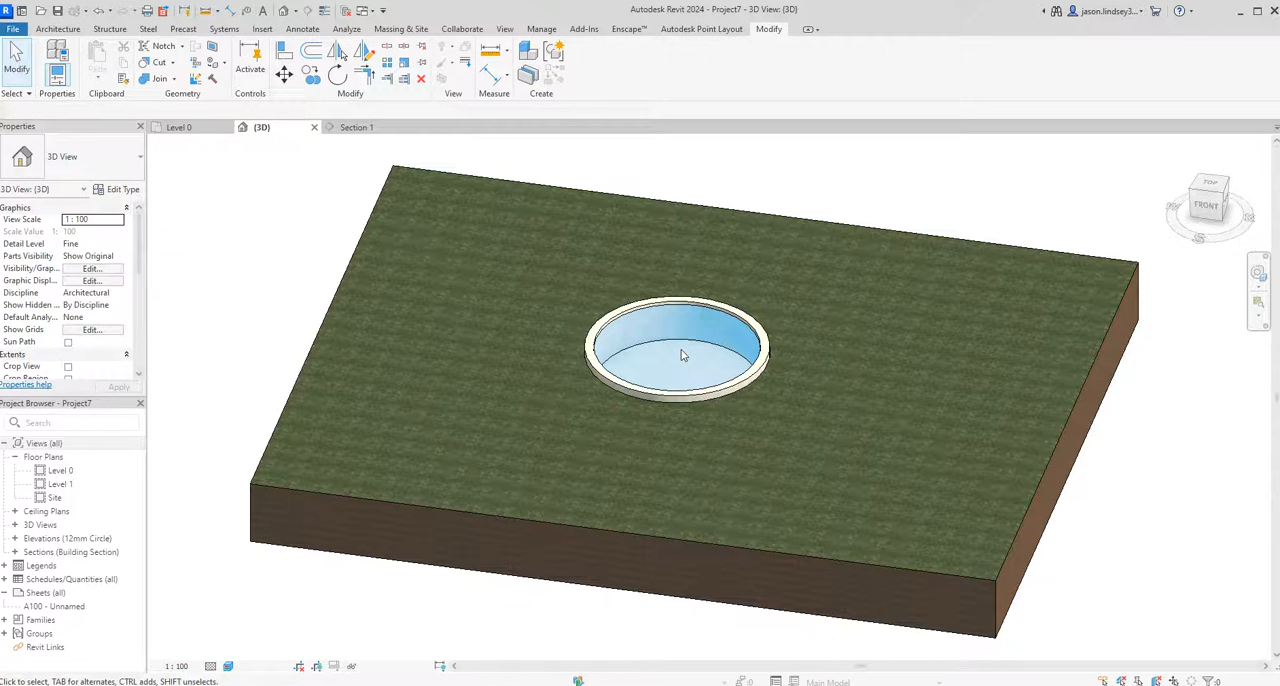 Autodesk Revit 2024 - Project7 - 3D View: {3D}
jason.lindsey3...
File Architecture Structure Steel Precast Systems Insert Annotate Analyze Massing & Site Collaborate View Manage Add-Ins Enscape™ Autodesk Point Layout Modify
Modify Properties Paste Notch Cut Join Activate
Select Properties Clipboard Geometry Controls Modify View Measure Create
Properties
Level 0 {3D} Section 1
3D View
3D View: {3D} Edit Type
Graphics
View Scale 1 : 100
Scale Value 1: 100
Detail Level Fine
Parts Visibility Show Original
Visibility/Grap... Edit...
Graphic Displ... Edit...
Discipline Architectural
Show Hidden ... By Discipline
Default Analy... None
Show Grids Edit...
Sun Path
Extents
Crop View
Crop Region
Properties help Apply
Project Browser - Project7
Search
Views (all)
Floor Plans
Level 0
Level 1
Site
Ceiling Plans
3D Views
Elevations (12mm Circle)
Sections (Building Section)
Legends
Schedules/Quantities (all)
Sheets (all)
A100 - Unnamed
Families
Groups
Revit Links
TOP
FRONT
1 : 100
Click to select, TAB for alternates, CTRL adds, SHIFT unselects.
:0 Main Model :0